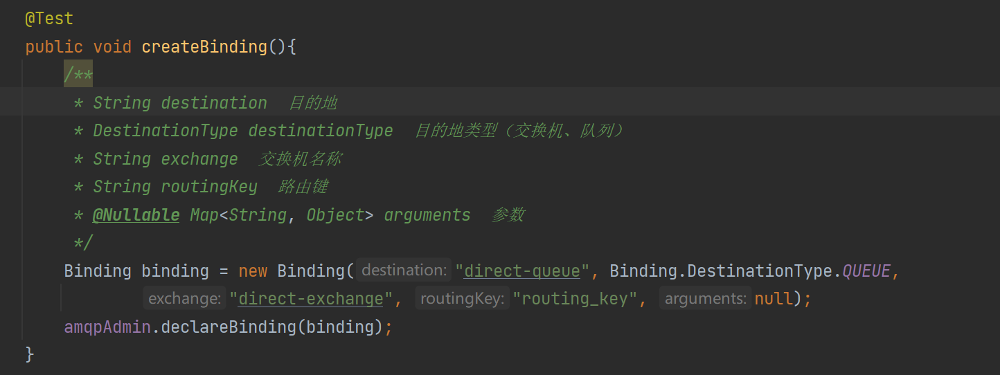 @Test
public void createBinding(){
/**
* String destination  目的地
* DestinationType destinationType  目的地类型（交换机、队列）
* String exchange  交换机名称
* String routingKey  路由键
* @Nullable Map<String, Object> arguments  参数
*/
Binding binding = new Binding( destination: "direct-queue", Binding.DestinationType.QUEUE,
exchange: "direct-exchange", routingKey: "routing_key", arguments: null);
amqpAdmin.declareBinding(binding);
}